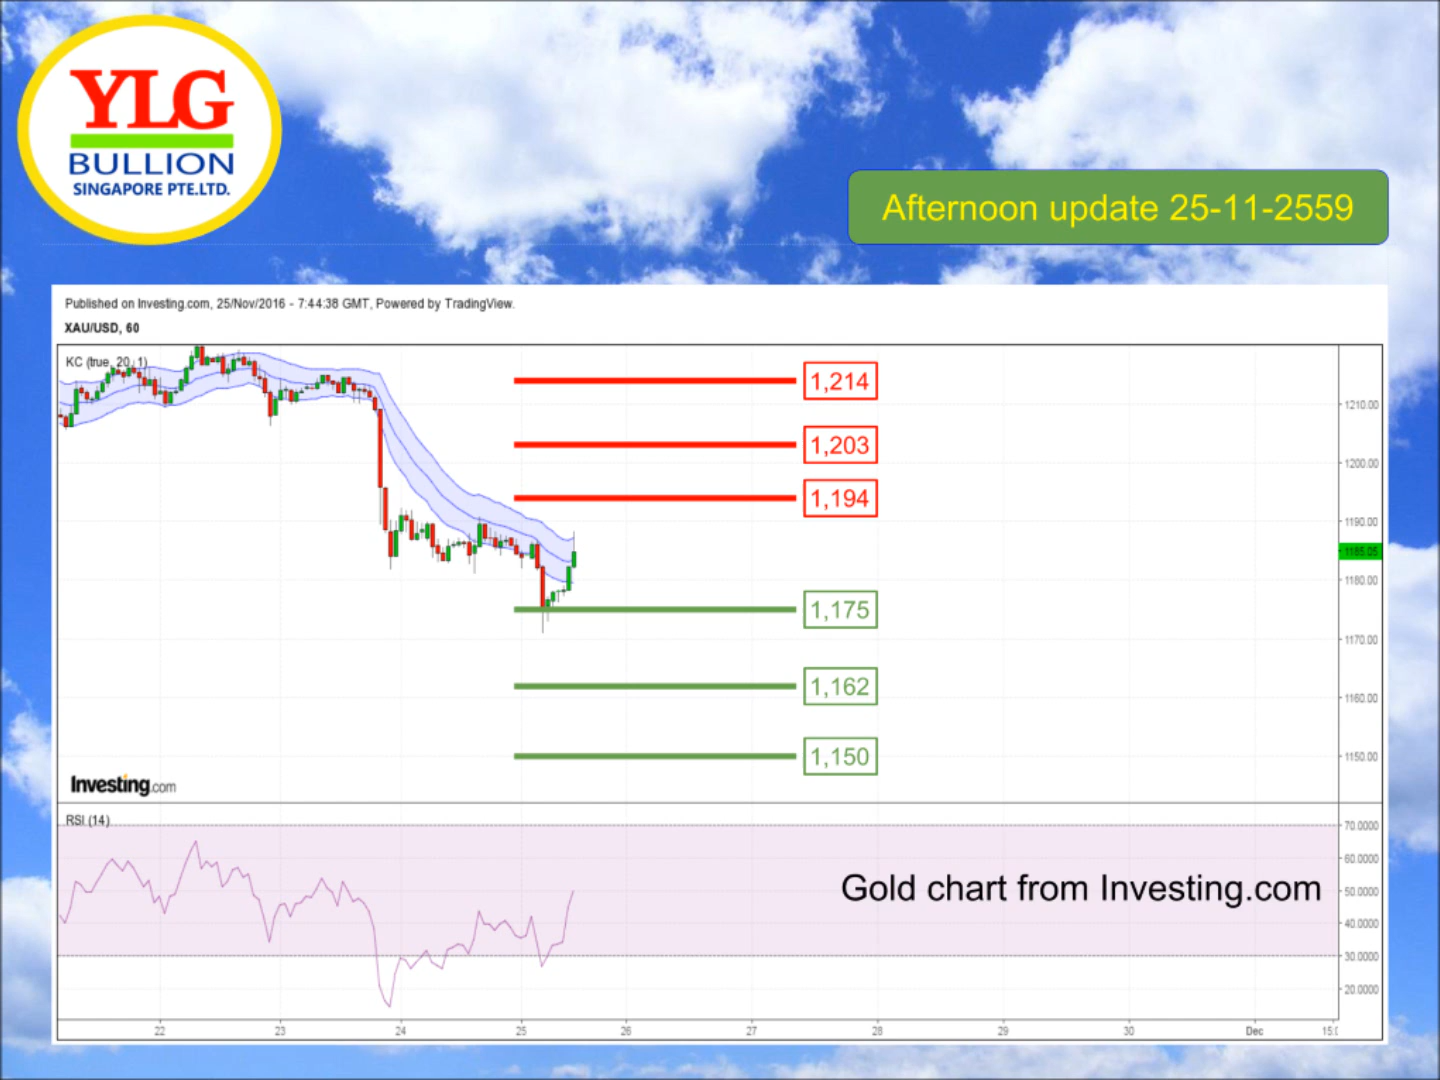 YLG
BULLION
SINGAPORE PTE.LTD.
Afternoon update 25-11-2559
Published on Investing.com, 25/Nov/2016 - 7:44:38 GMT, Powered by TradingView.
XAU/USD, 60
KC (true, 20, 1)
1,214
1,203
1,194
1,175
1,162
1,150
1210.00
1200.00
1190.00
1185.05
1180.00
1170.00
1160.00
1150.00
Investing.com
RSI (14)
Gold chart from Investing.com
70.0000
60.0000
50.0000
40.0000
30.0000
20.0000
22 23 24 25 26 27 28 29 30 Dec